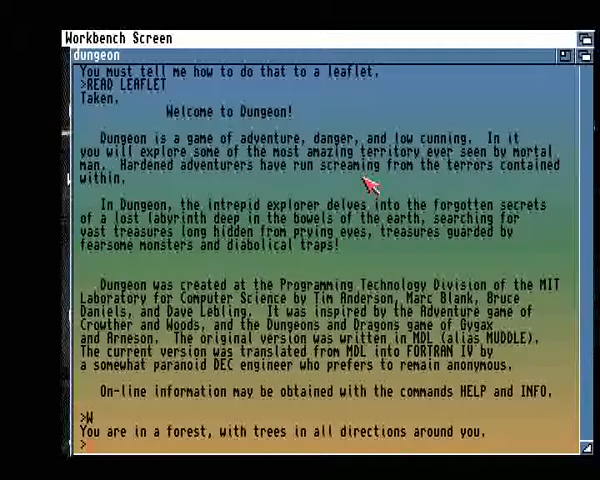 Workbench Screen
dungeon
You must tell me how to do that to a leaflet.
>READ LEAFLET
Taken.
Welcome to Dungeon!
Dungeon is a game of adventure, danger, and low cunning. In it
you will explore some of the most amazing territory ever seen by mortal
man. Hardened adventurers have run screaming from the terrors contained
within.
In Dungeon, the intrepid explorer delves into the forgotten secrets
of a lost labyrinth deep in the bowels of the earth, searching for
vast treasures long hidden from prying eyes, treasures guarded by
fearsome monsters and diabolical traps!
Dungeon was created at the Programming Technology Division of the MIT
Laboratory for Computer Science by Tim Anderson, Marc Blank, Bruce
Daniels, and Dave Lebling. It was inspired by the Adventure game of
Crowther and Woods, and the Dungeons and Dragons game of Gygax
and Arneson. The original version was written in MDL (alias MUDDLE).
The current version was translated from MDL into FORTRAN IV by
a somewhat paranoid DEC engineer who prefers to remain anonymous.
On-line information may be obtained with the commands HELP and INFO.
>W
You are in a forest, with trees in all directions around you.
>